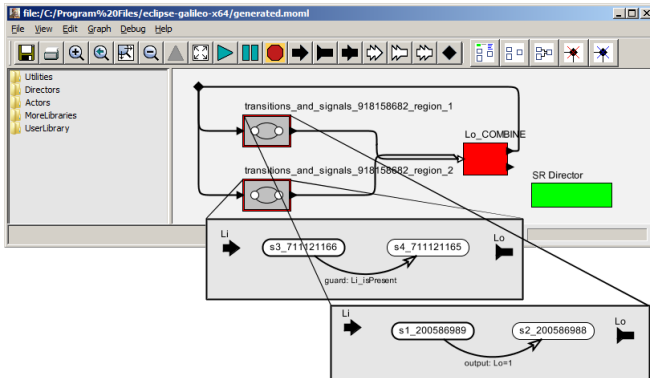 file:/C:/Program%20Files/eclipse-galileo-x64/generated.moml
File View Edit Graph Debug Help
Utilities
Directors
Actors
MoreLibraries
UserLibrary
transitions_and_signals_918158682_region_1
Lo_COMBINE
transitions_and_signals_918158682_region_2
SR Director
Li
s3_711121166
s4_711121165
Lo
guard: Li_isPresent
Li
s1_200586989
s2_200586988
Lo
output: Lo=1